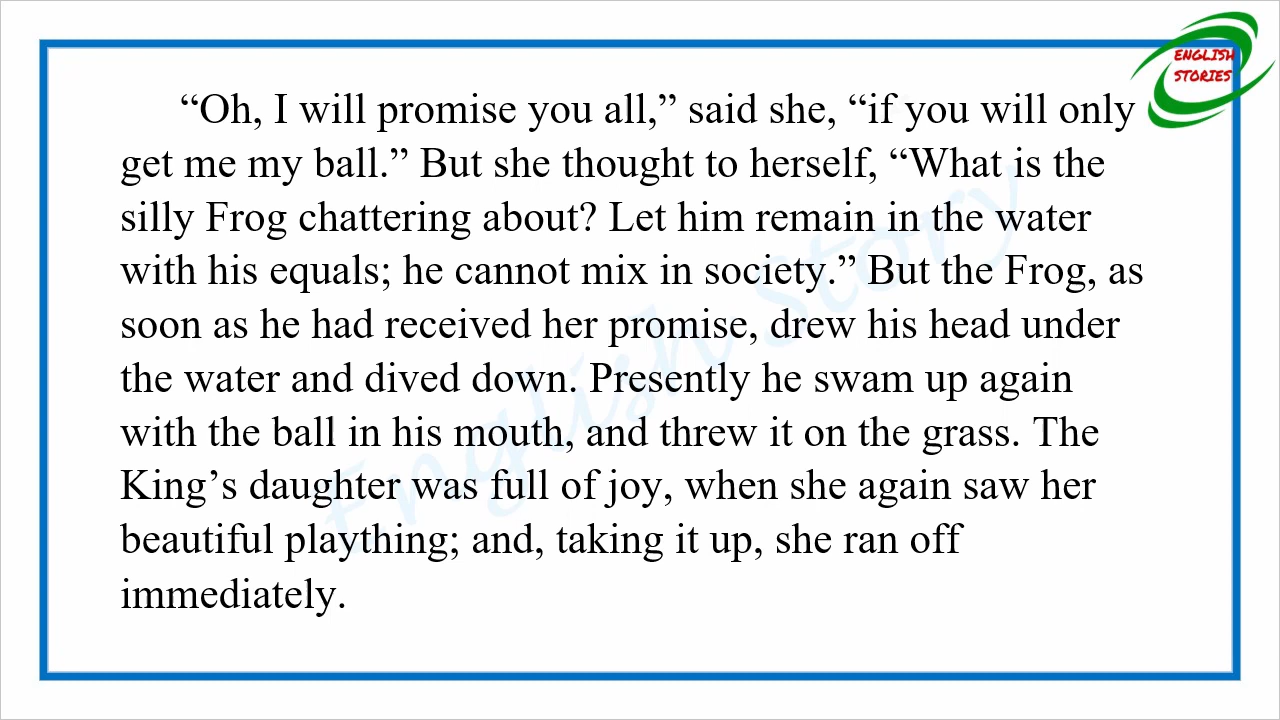 ENGLISH
STORIES
“Oh, I will promise you all,” said she, “if you will only
get me my ball.” But she thought to herself, “What is the
silly Frog chattering about? Let him remain in the water
with his equals; he cannot mix in society.” But the Frog, as
soon as he had received her promise, drew his head under
the water and dived down. Presently he swam up again
with the ball in his mouth, and threw it on the grass. The
King’s daughter was full of joy, when she again saw her
beautiful plaything; and, taking it up, she ran off
immediately.
English Story